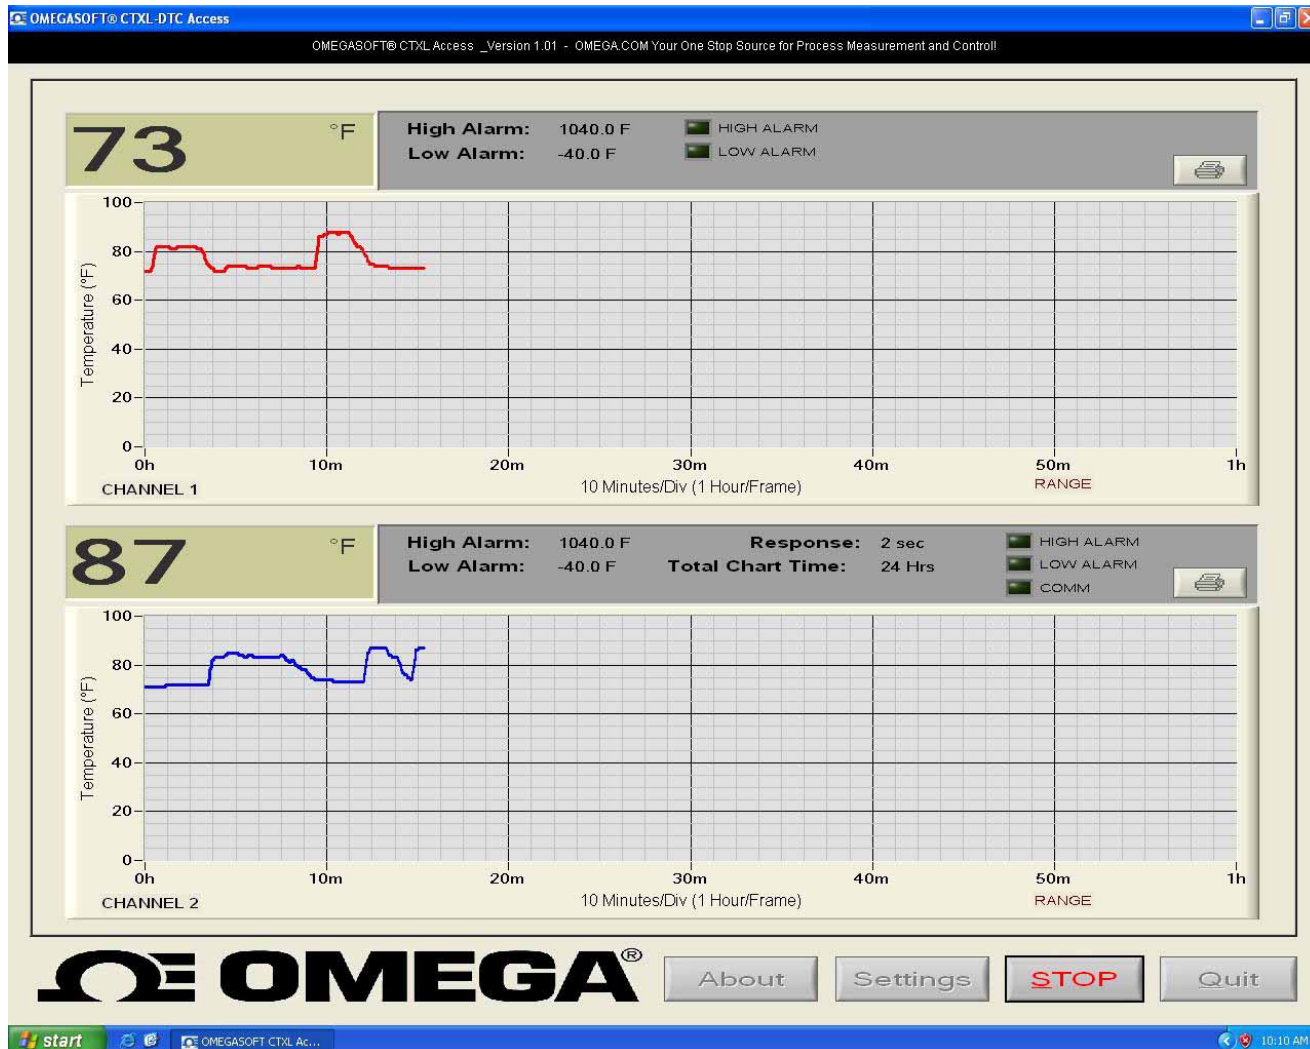 OMEGASOFT® CTXL-DTC Access
OMEGASOFT® CTXL Access _Version 1.01 - OMEGA.COM Your One Stop Source for Process Measurement and Control!
73 °F
High Alarm: 1040.0 F HIGH ALARM
Low Alarm: -40.0 F LOW ALARM
100
80
60
40
20
0
Temperature (°F)
0h 10m 20m 30m 40m 50m 1h
CHANNEL 1 10 Minutes/Div (1 Hour/Frame) RANGE
87 °F
High Alarm: 1040.0 F Response: 2 sec HIGH ALARM
Low Alarm: -40.0 F Total Chart Time: 24 Hrs LOW ALARM
COMM
100
80
60
40
20
0
Temperature (°F)
0h 10m 20m 30m 40m 50m 1h
CHANNEL 2 10 Minutes/Div (1 Hour/Frame) RANGE
OMEGA® About Settings STOP Quit
start OMEGASOFT CTXL Ac... 10:10 AM